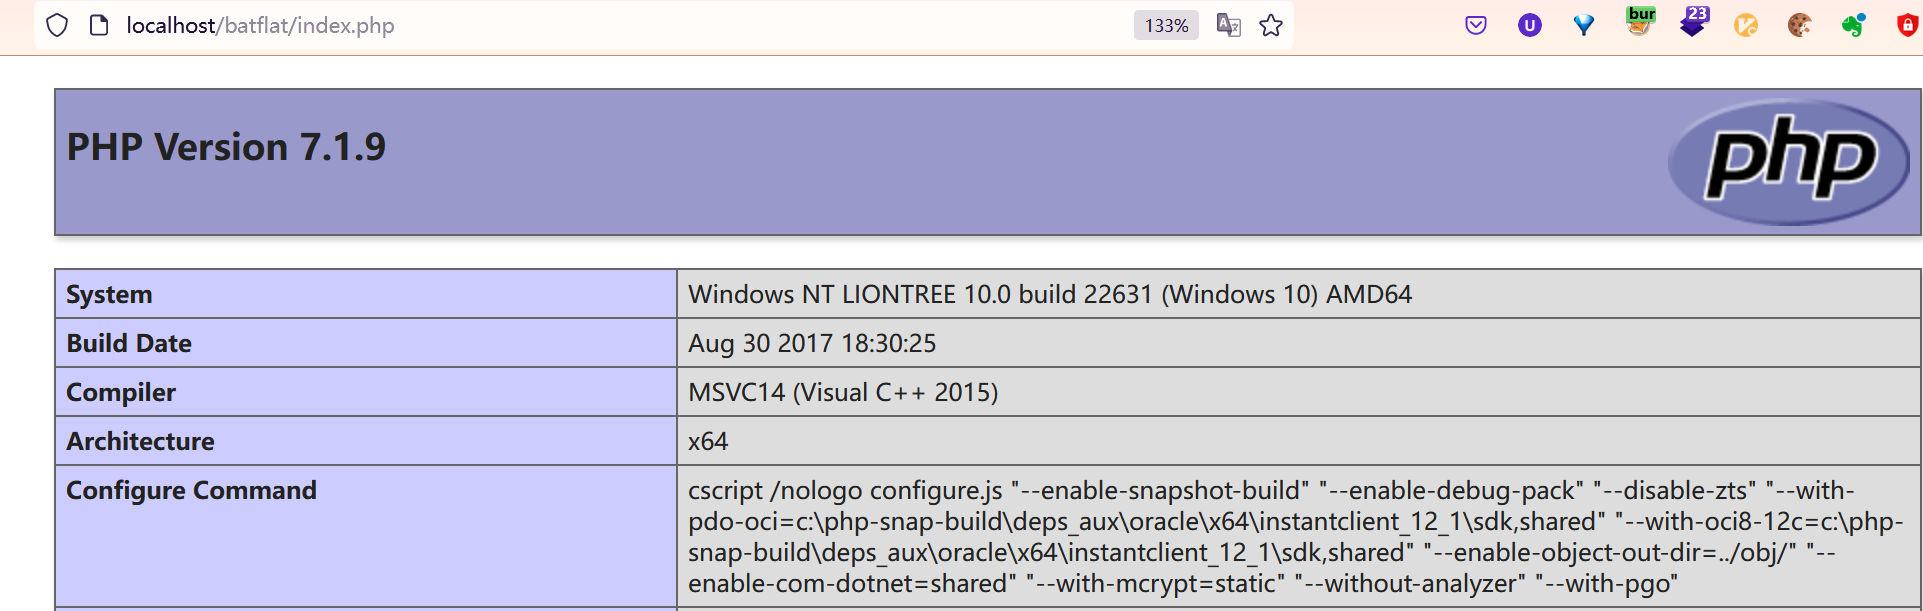 localhost/batflat/index.php
133%
bur
23
PHP Version 7.1.9
php
System
Windows NT LIONTREE 10.0 build 22631 (Windows 10) AMD64
Build Date
Aug 30 2017 18:30:25
Compiler
MSVC14 (Visual C++ 2015)
Architecture
x64
Configure Command
cscript /nologo configure.js "--enable-snapshot-build" "--enable-debug-pack" "--disable-zts" "--with-
pdo-oci=c:\php-snap-build\deps_aux\oracle\x64\instantclient_12_1\sdk,shared" "--with-oci8-12c=c:\php-
snap-build\deps_aux\oracle\x64\instantclient_12_1\sdk,shared" "--enable-object-out-dir=../obj/" "--
enable-com-dotnet=shared" "--with-mcrypt=static" "--without-analyzer" "--with-pgo"